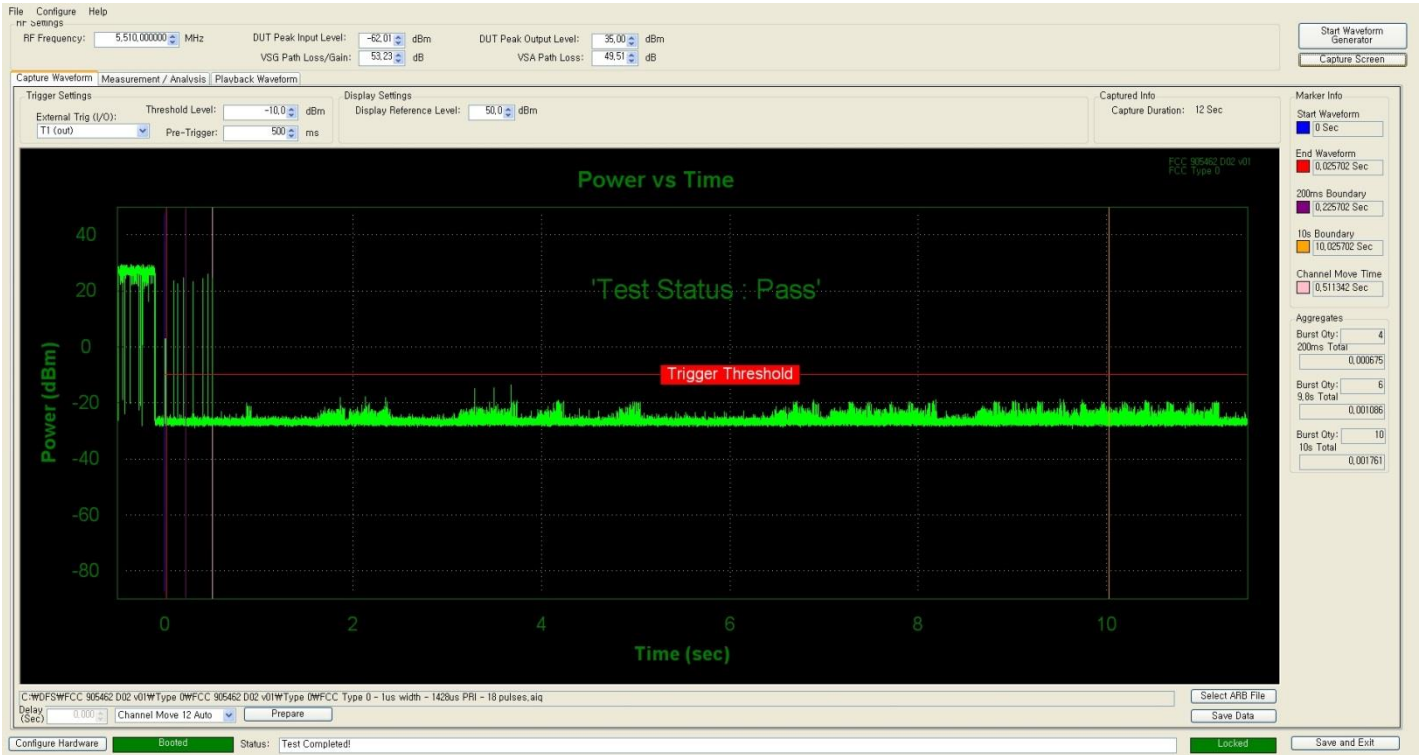 File Configure Help
RF Settings
RF Frequency: 5,510,000000 MHz DUT Peak Input Level: -62,01 dBm DUT Peak Output Level: 35,00 dBm
VSG Path Loss/Gain: 53,23 dB VSA Path Loss: 49,51 dB
Start Waveform Generator
Capture Screen
Capture Waveform Measurement / Analysis Playback Waveform
Trigger Settings
External Trig (I/O): Threshold Level: -10,0 dBm
T1 (out) Pre-Trigger: 500 ms
Display Settings
Display Reference Level: 50,0 dBm
Captured Info
Capture Duration: 12 Sec
FCC 905462 D02 v01
FCC Type 0
Power vs Time
'Test Status : Pass'
Trigger Threshold
Power (dBm)
40
20
0
-20
-40
-60
-80
0 2 4 6 8 10
Time (sec)
Marker Info
Start Waveform
0 Sec
End Waveform
0,025702 Sec
200ms Boundary
0,225702 Sec
10s Boundary
10,025702 Sec
Channel Move Time
0,511342 Sec
Aggregates
Burst Qty: 4
200ms Total
0,000675
Burst Qty: 6
9,8s Total
0,001086
Burst Qty: 10
10s Total
0,001761
C:₩DFS₩FCC 905462 D02 v01₩Type 0₩FCC 905462 D02 v01₩Type 0₩FCC Type 0 - 1us width - 1428us PRI - 18 pulses,aiq
Select ARB File
Delay (Sec) 0,000 Channel Move 12 Auto Prepare
Save Data
Configure Hardware Booted Status: Test Completed! Locked Save and Exit